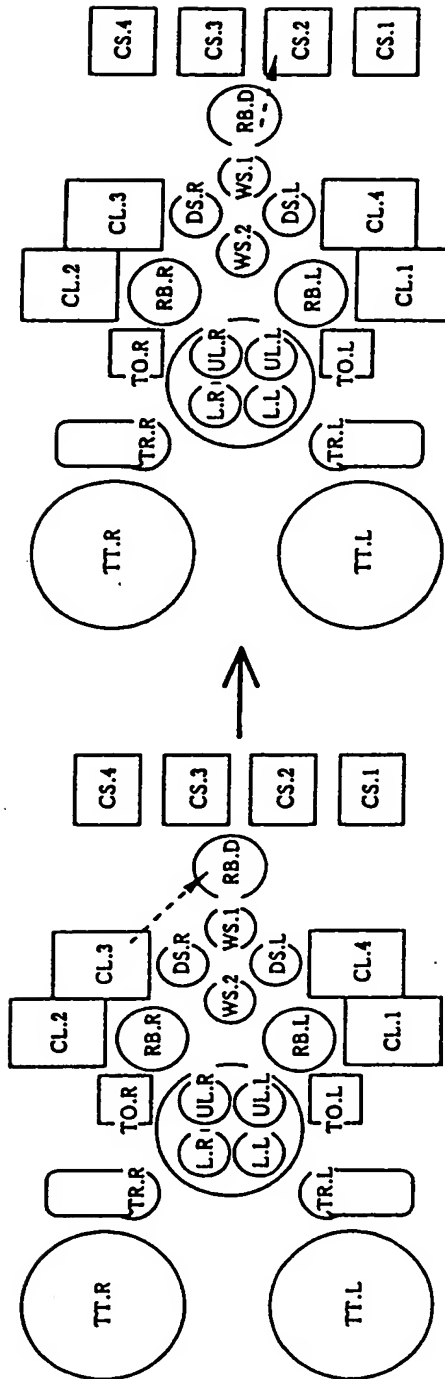 CL.2
CL.3
TT.R
CS.4
TO.R
TR.R
RB.R
DS.R
L.R
UL.R
CS.3
WS.2
WS.1
RB.D
L.L
UL.L
DS.L
CS.2
RB.L
TR.L
TO.L
TT.L
CL.4
CS.1
CL.1
CL.2
CL.3
TT.R
CS.4
TO.R
TR.R
RB.R
DS.R
L.R
UL.R
CS.3
WS.2
WS.1
RB.D
L.L
UL.L
DS.L
CS.2
RB.L
TR.L
TO.L
TT.L
CL.4
CS.1
CL.1